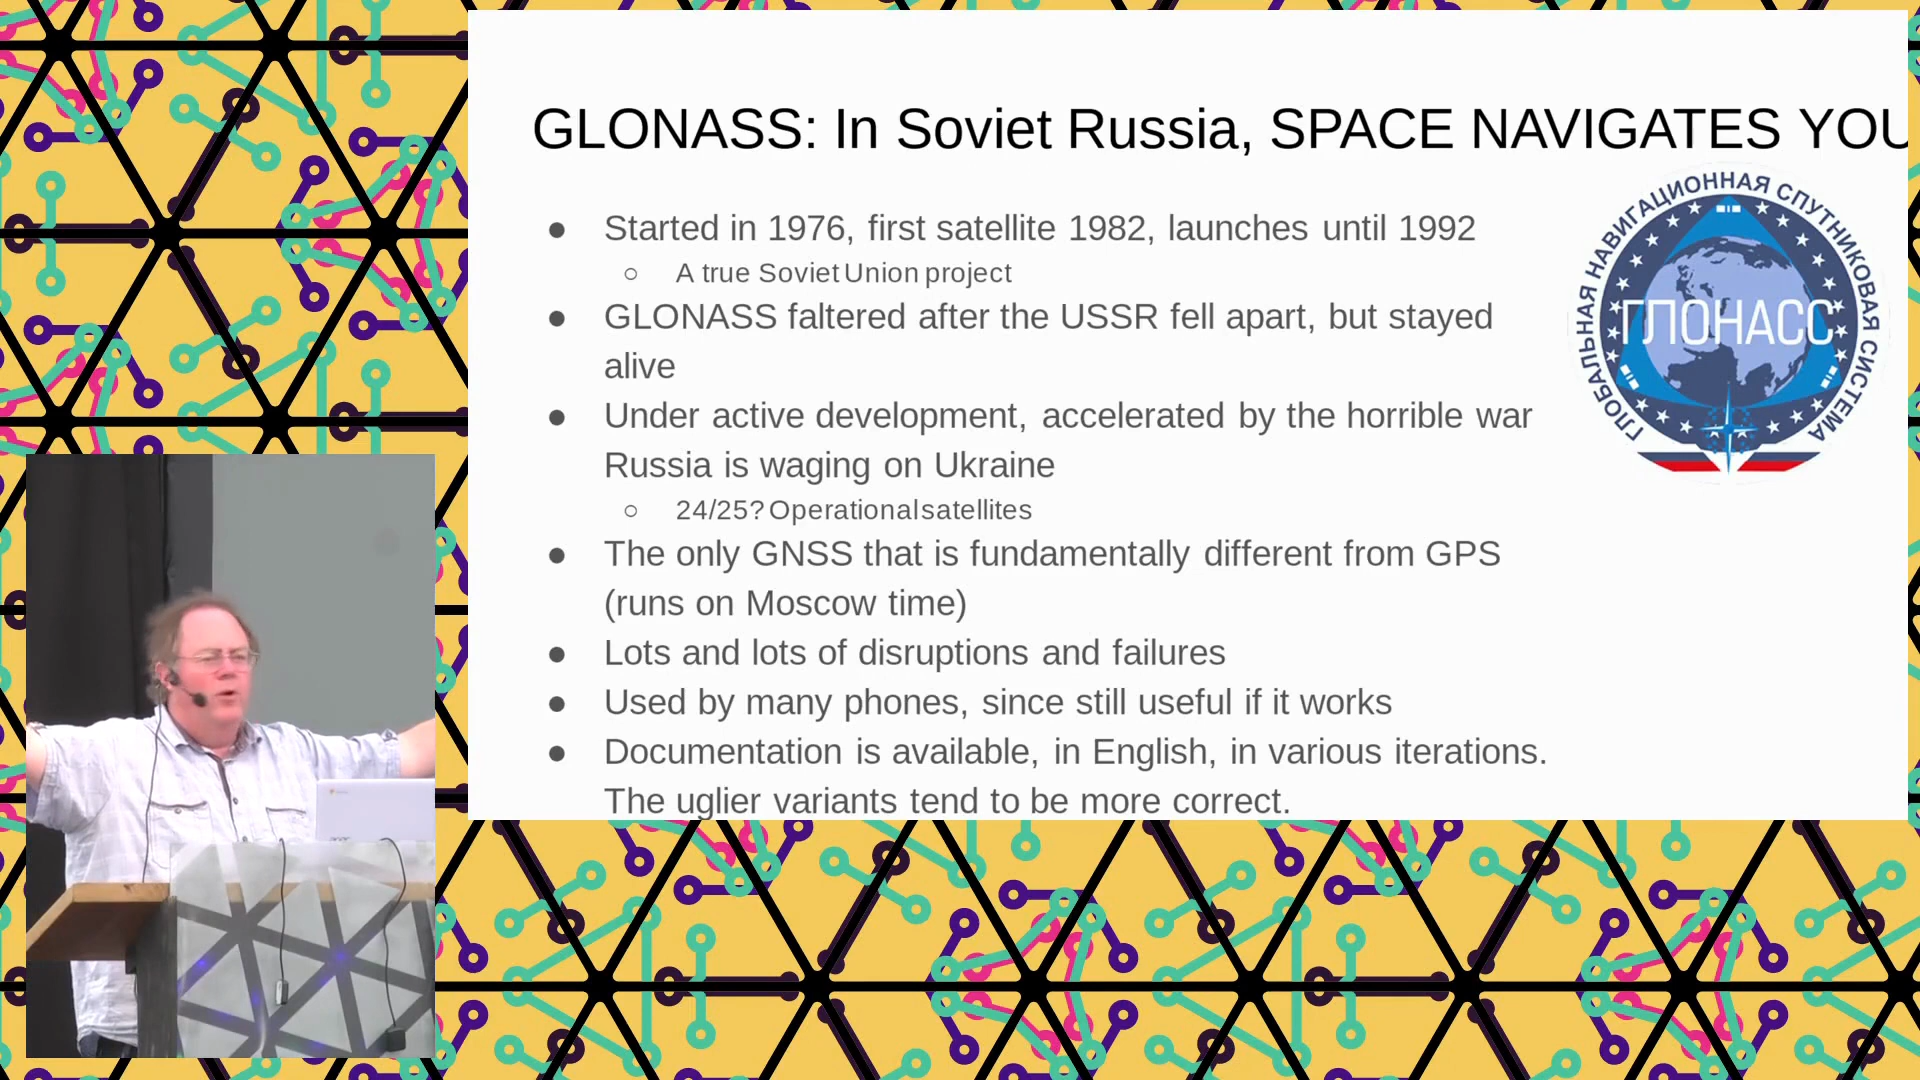 GLONASS: In Soviet Russia, SPACE NAVIGATES YOU
● Started in 1976, first satellite 1982, launches until 1992
○ A true Soviet Union project
● GLONASS faltered after the USSR fell apart, but stayed
alive
● Under active development, accelerated by the horrible war
Russia is waging on Ukraine
○ 24/25? Operational satellites
● The only GNSS that is fundamentally different from GPS
(runs on Moscow time)
● Lots and lots of disruptions and failures
● Used by many phones, since still useful if it works
● Documentation is available, in English, in various iterations.
The uglier variants tend to be more correct.
ГЛОБАЛЬНАЯ НАВИГАЦИОННАЯ СПУТНИКОВАЯ СИСТЕМА
ГЛОНАСС